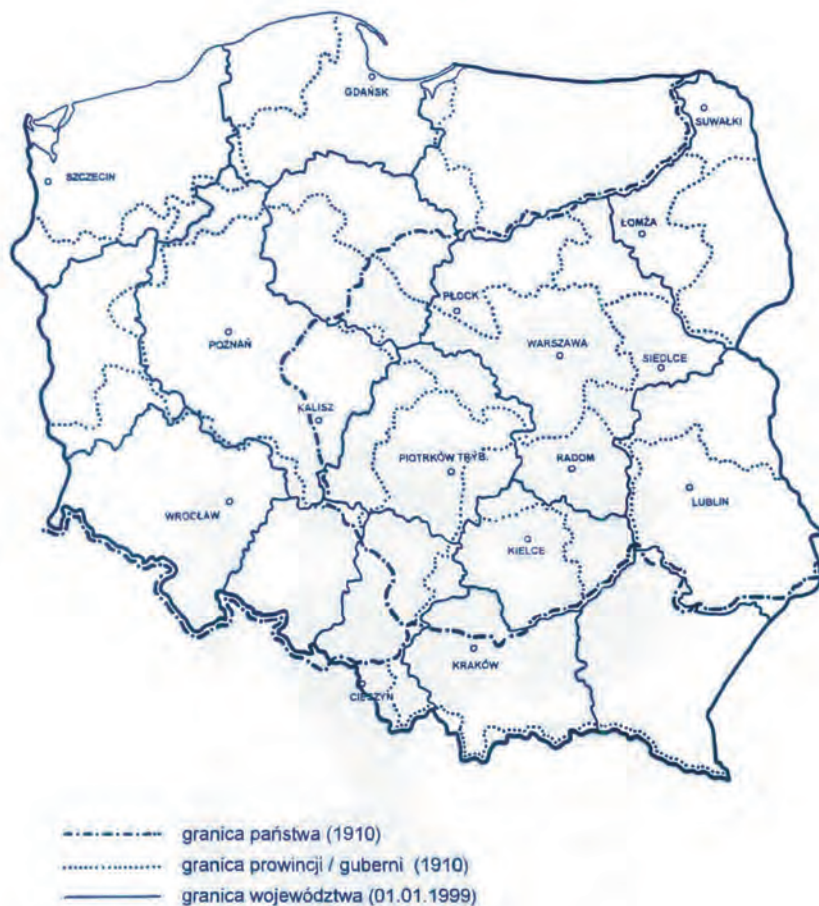 GDAŃSK
SUWAŁKI
SZCZECIN
ŁOMŻA
PŁOCK
POZNAŃ
WARSZAWA
SIEDLCE
KALISZ
PIOTRKÓW TRYB.
RADOM
LUBLIN
WROCŁAW
KIELCE
KRAKÓW
CIESZYN
granica państwa (1910)
granica prowincji / guberni (1910)
granica województwa (01.01.1999)